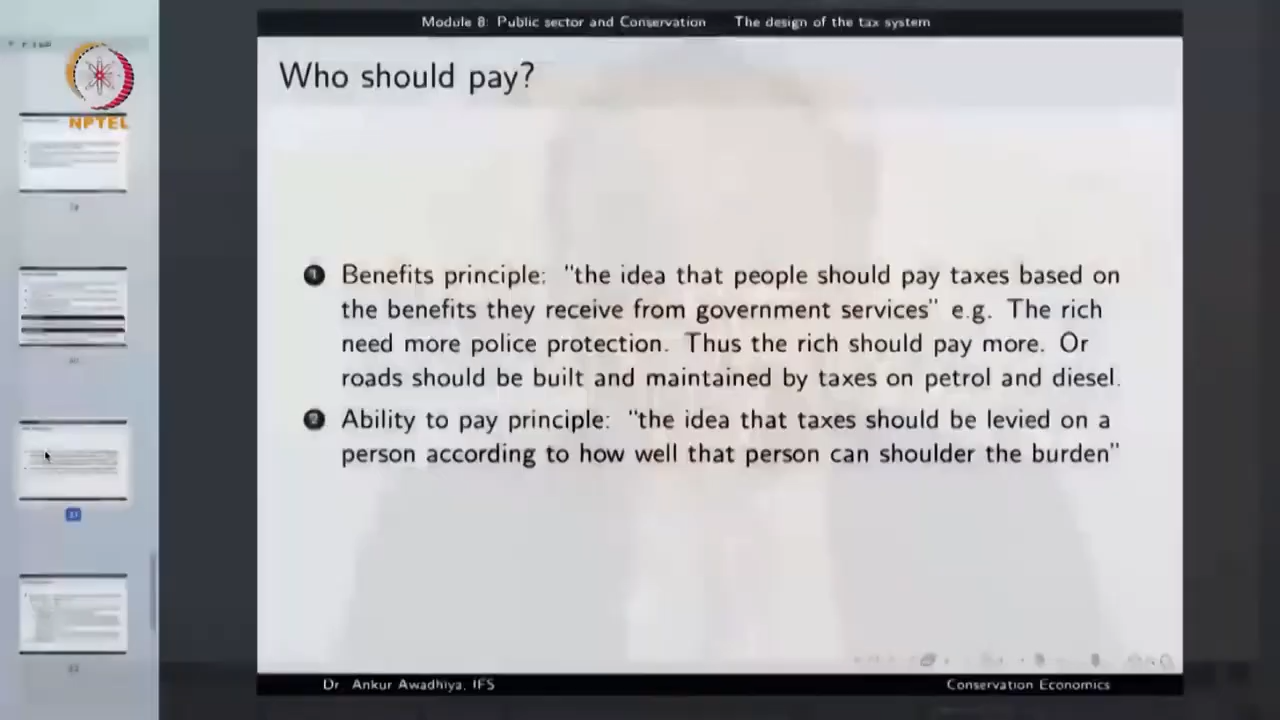 Module 8: Public sector and Conservation The design of the tax system
NPTEL
Who should pay?
1 Benefits principle: "the idea that people should pay taxes based on
the benefits they receive from government services" e.g. The rich
need more police protection. Thus the rich should pay more. Or
roads should be built and maintained by taxes on petrol and diesel.
2 Ability to pay principle: "the idea that taxes should be levied on a
person according to how well that person can shoulder the burden"
Dr. Ankur Awadhiya, IFS Conservation Economics